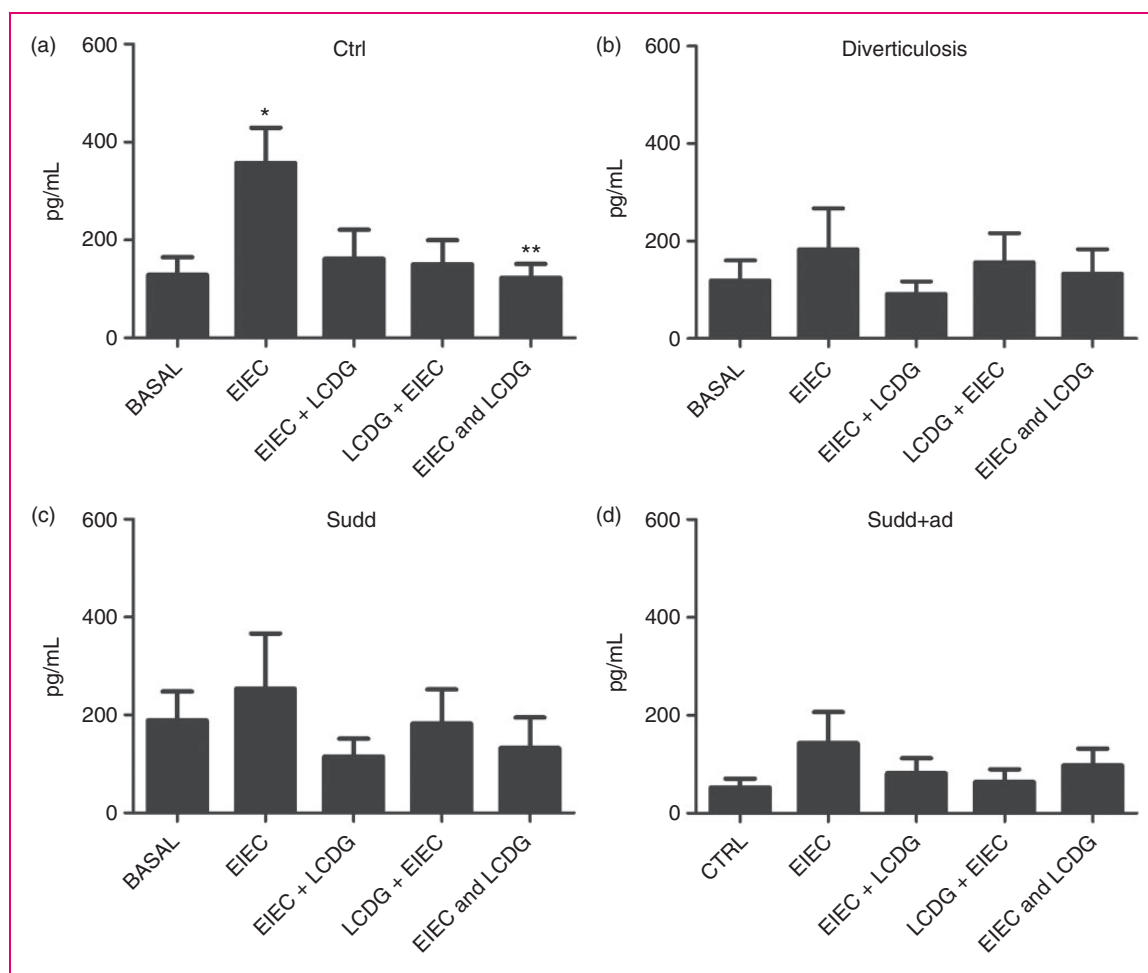 (a)
Ctrl
600
400
200
0
pg/mL
*
**
BASAL
EIEC
EIEC + LCDG
LCDG + EIEC
EIEC and LCDG
(b)
Diverticulosis
600
400
200
0
pg/mL
BASAL
EIEC
EIEC + LCDG
LCDG + EIEC
EIEC and LCDG
(c)
Sudd
600
400
200
0
pg/mL
BASAL
EIEC
EIEC + LCDG
LCDG + EIEC
EIEC and LCDG
(d)
Sudd+ad
600
400
200
0
pg/mL
CTRL
EIEC
EIEC + LCDG
LCDG + EIEC
EIEC and LCDG